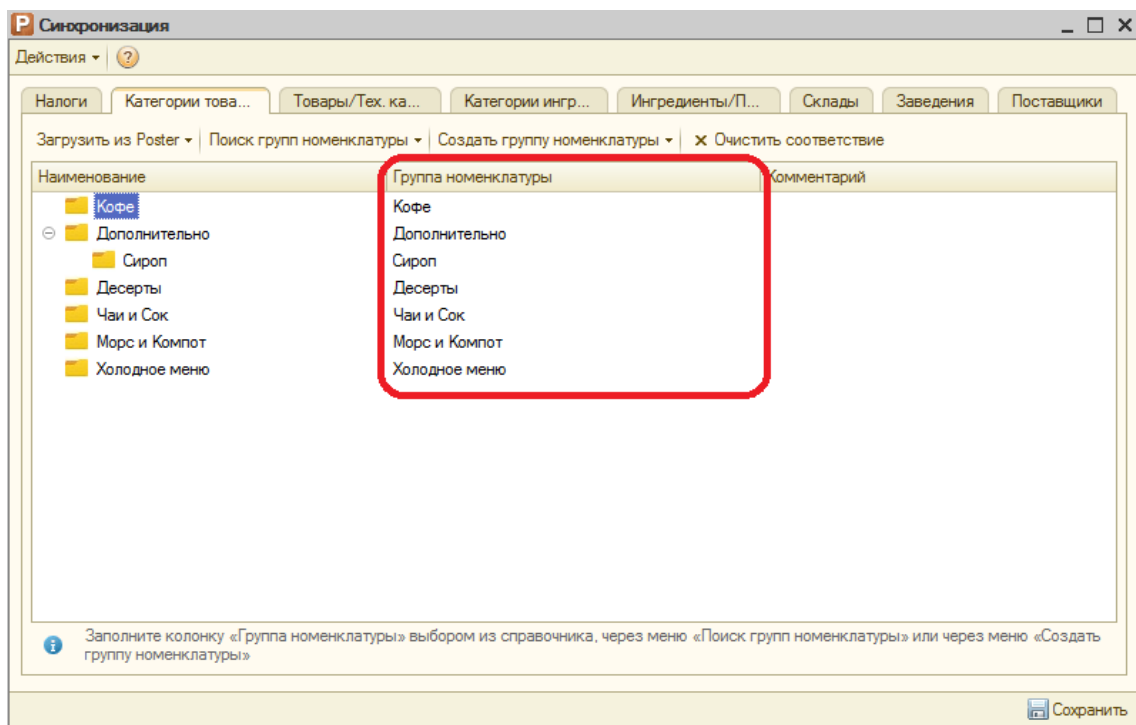 Синхронизация
Действия
Налоги Категории това... Товары/Тех. ка... Категории ингр... Ингредиенты/П... Склады Заведения Поставщики
Загрузить из Poster Поиск групп номенклатуры Создать группу номенклатуры Очистить соответствие
Наименование Группа номенклатуры Комментарий
Кофе Кофе
Дополнительно Дополнительно
Сироп Сироп
Десерты Десерты
Чаи и Сок Чаи и Сок
Морс и Компот Морс и Компот
Холодное меню Холодное меню
Заполните колонку «Группа номенклатуры» выбором из справочника, через меню «Поиск групп номенклатуры» или через меню «Создать
группу номенклатуры»
Сохранить